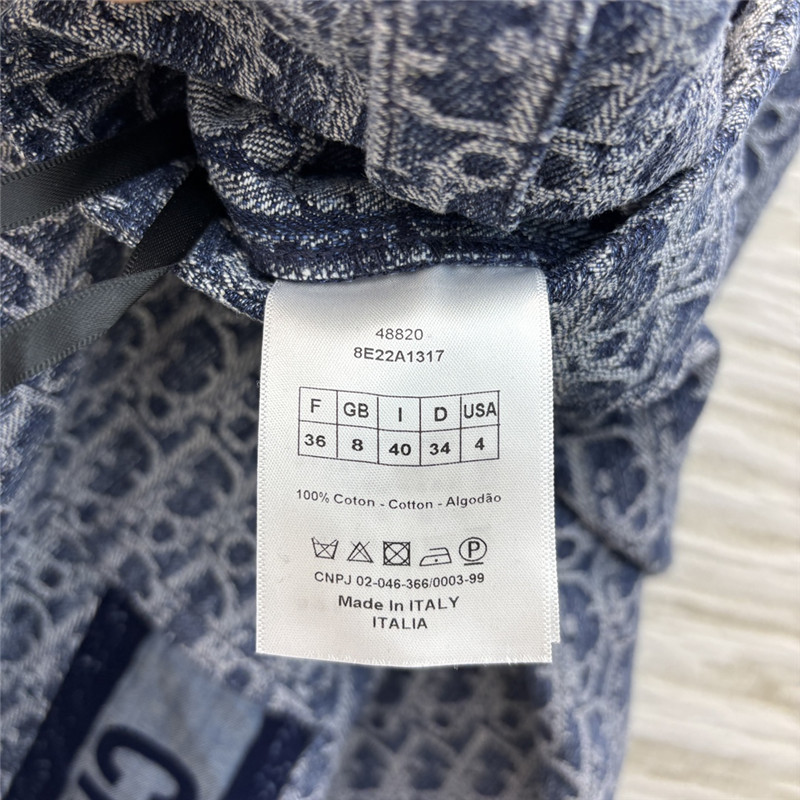 48820
8E22A1317
F GB I D USA
36 8 40 34 4
100% Coton - Cotton - Algodão
P
CNPJ 02-046-366/0003-99
Made In ITALY
ITALIA